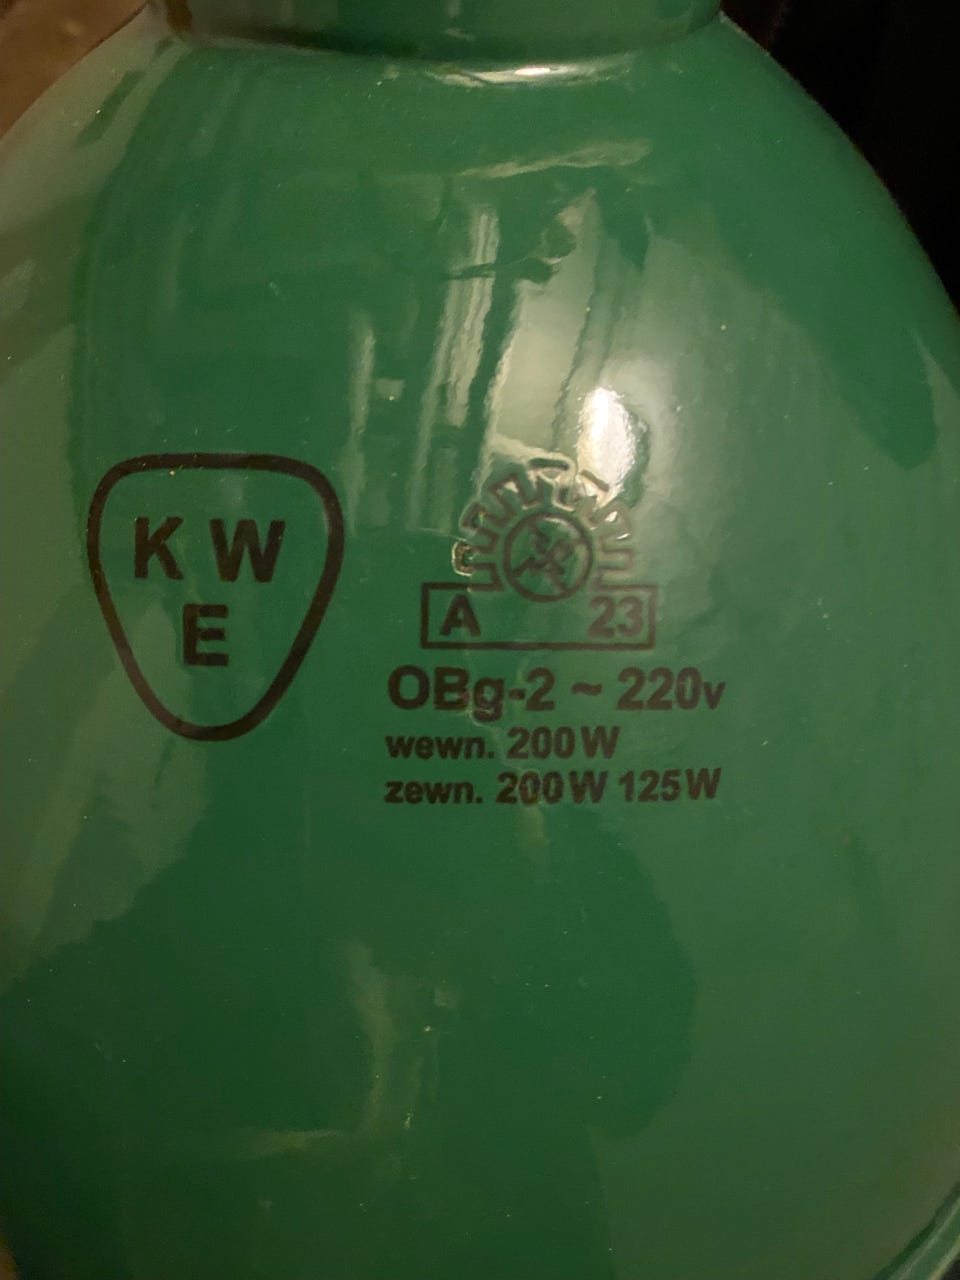 K W
E
A 23
OBg-2 ~ 220v
wewn. 200W
zewn. 200W 125W